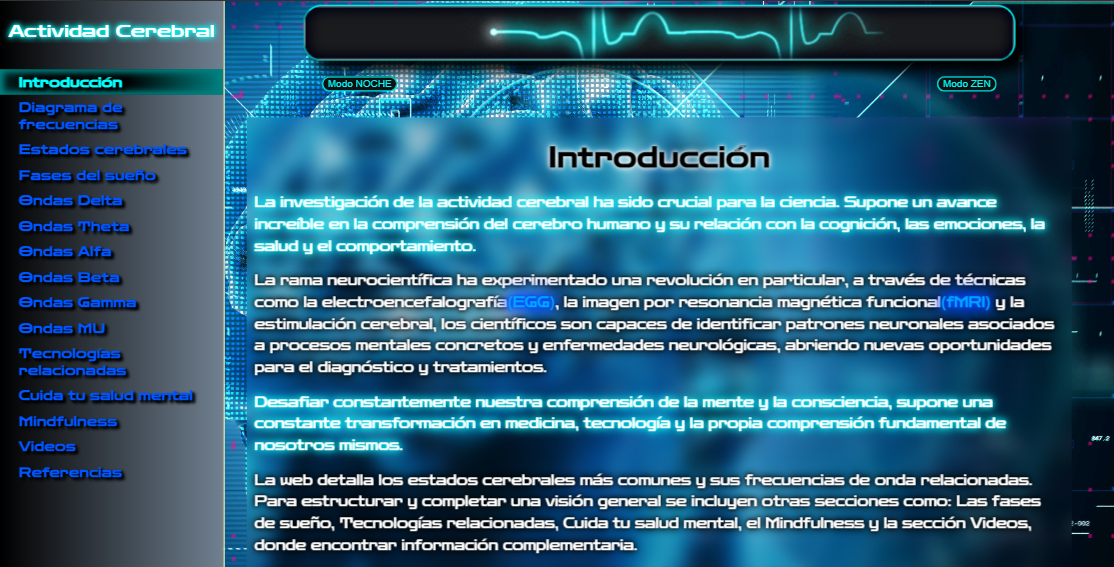 Actividad Cerebral
Introducción
Diagrama de
frecuencias
Estados cerebrales
Fases del sueño
Ondas Delta
Ondas Theta
Ondas Alfa
Ondas Beta
Ondas Gamma
Ondas MU
Tecnologías
relacionadas
Cuida tu salud mental
Mindfulness
Videos
Referencias
Modo NOCHE
Modo ZEN
Introducción
La investigación de la actividad cerebral ha sido crucial para la ciencia. Supone un avance
increíble en la comprensión del cerebro humano y su relación con la cognición, las emociones, la
salud y el comportamiento.
La rama neurocientífica ha experimentado una revolución en particular, a través de técnicas
como la electroencefalografía(EGG), la imagen por resonancia magnética funcional(fMRI) y la
estimulación cerebral, los científicos son capaces de identificar patrones neuronales asociados
a procesos mentales concretos y enfermedades neurológicas, abriendo nuevas oportunidades
para el diagnóstico y tratamientos.
Desafiar constantemente nuestra comprensión de la mente y la consciencia, supone una
constante transformación en medicina, tecnología y la propia comprensión fundamental de
nosotros mismos.
La web detalla los estados cerebrales más comunes y sus frecuencias de onda relacionadas.
Para estructurar y completar una visión general se incluyen otras secciones como: Las fases
de sueño, Tecnologías relacionadas, Cuida tu salud mental, el Mindfulness y la sección Videos,
donde encontrar información complementaria.
847.2